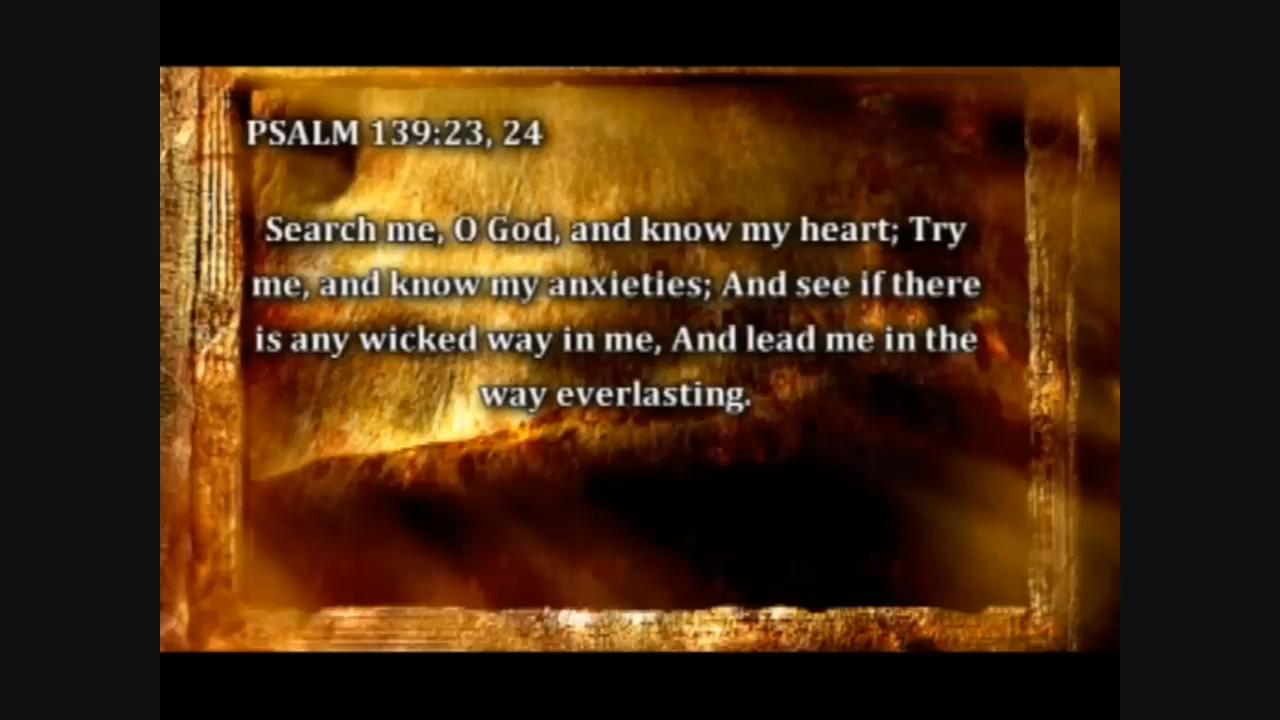 PSALM 139:23, 24
Search me, O God, and know my heart; Try
me, and know my anxieties; And see if there
is any wicked way in me, And lead me in the
way everlasting.